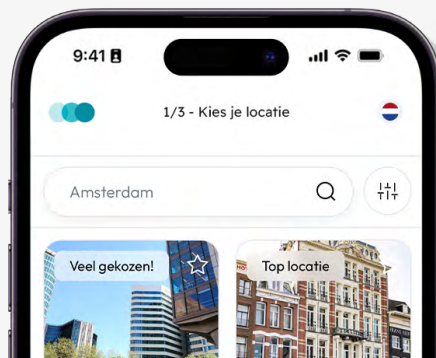 9:41
1/3 - Kies je locatie
Amsterdam
Veel gekozen!
Top locatie